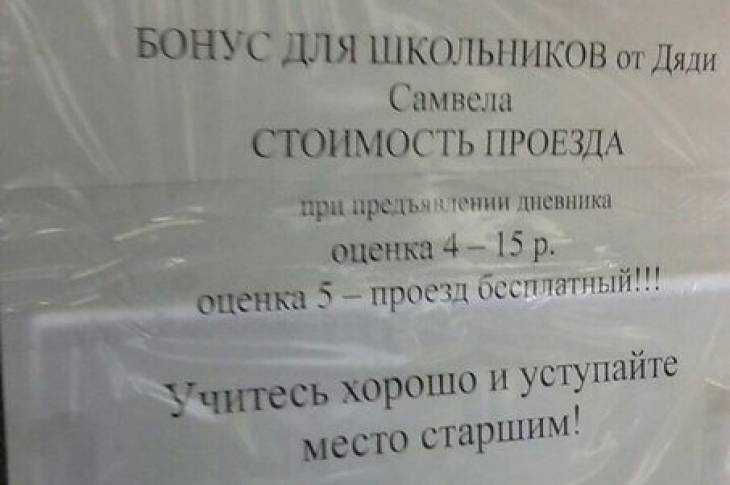 БОНУС ДЛЯ ШКОЛЬНИКОВ от Дяди
Самвела
СТОИМОСТЬ ПРОЕЗДА
при предъявлении дневника
оценка 4 – 15 р.
оценка 5 – проезд бесплатный!!!
Учитесь хорошо и уступайте
место старшим!